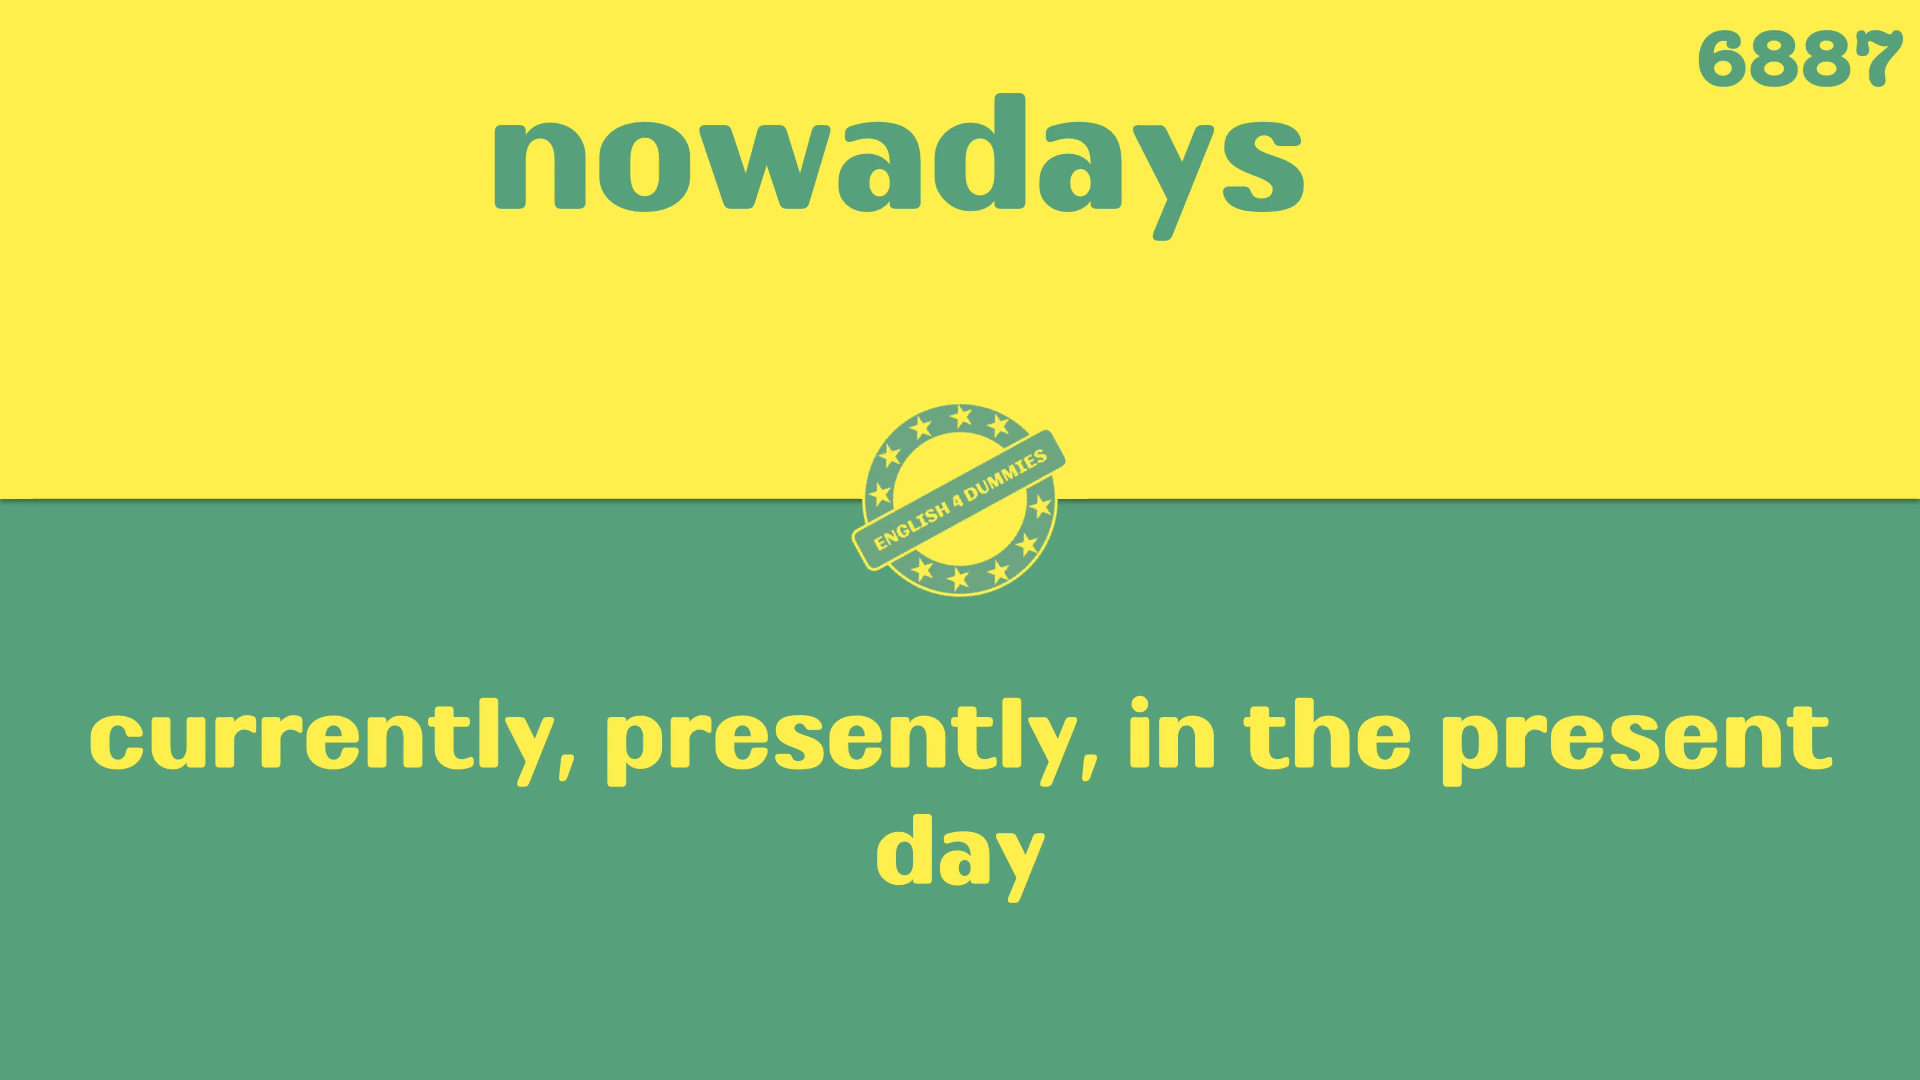 6887
nowadays
ENGLISH 4 DUMMIES
currently, presently, in the present
day